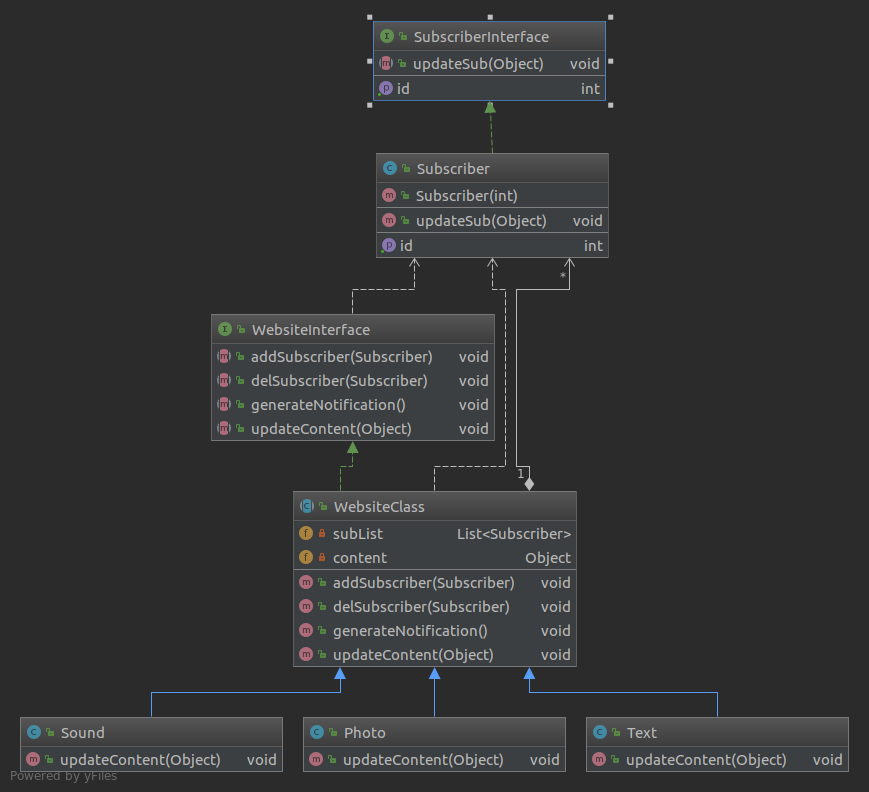 SubscriberInterface
updateSub(Object) void
id int
Subscriber
Subscriber(int)
updateSub(Object) void
id int
*
WebsiteInterface
addSubscriber(Subscriber) void
delSubscriber(Subscriber) void
generateNotification() void
updateContent(Object) void
1
WebsiteClass
subList List<Subscriber>
content Object
addSubscriber(Subscriber) void
delSubscriber(Subscriber) void
generateNotification() void
updateContent(Object) void
Sound
updateContent(Object) void
Photo
updateContent(Object) void
Text
updateContent(Object) void
Powered by yFiles